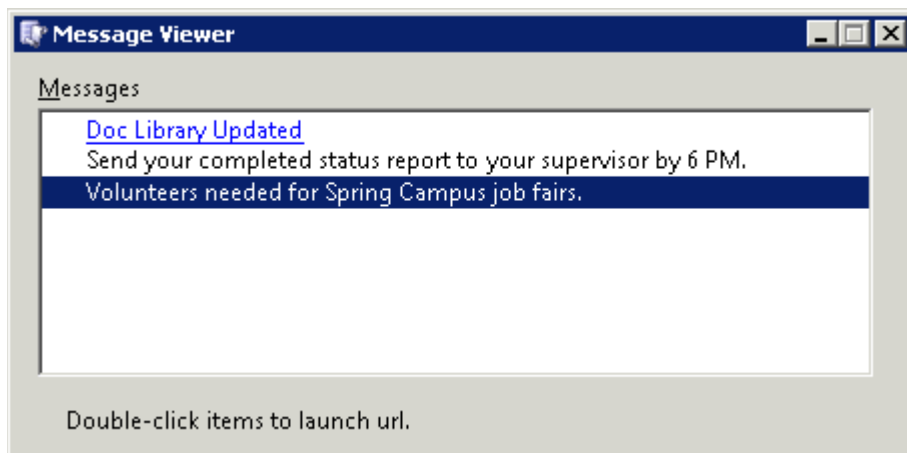 Message Viewer
Messages
Doc Library Updated
Send your completed status report to your supervisor by 6 PM.
Volunteers needed for Spring Campus job fairs.
Double-click items to launch url.